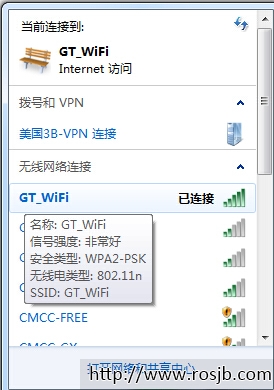 当前连接到:
GT_WiFi
Internet 访问
拨号和 VPN
美国3B-VPN 连接
无线网络连接
GT_WiFi 已连接
名称: GT_WiFi
信号强度: 非常好
安全类型: WPA2-PSK
无线电类型: 802.11n
SSID: GT_WiFi
CMCC-FREE
打开网络和共享中心
http://www.rosjb.com